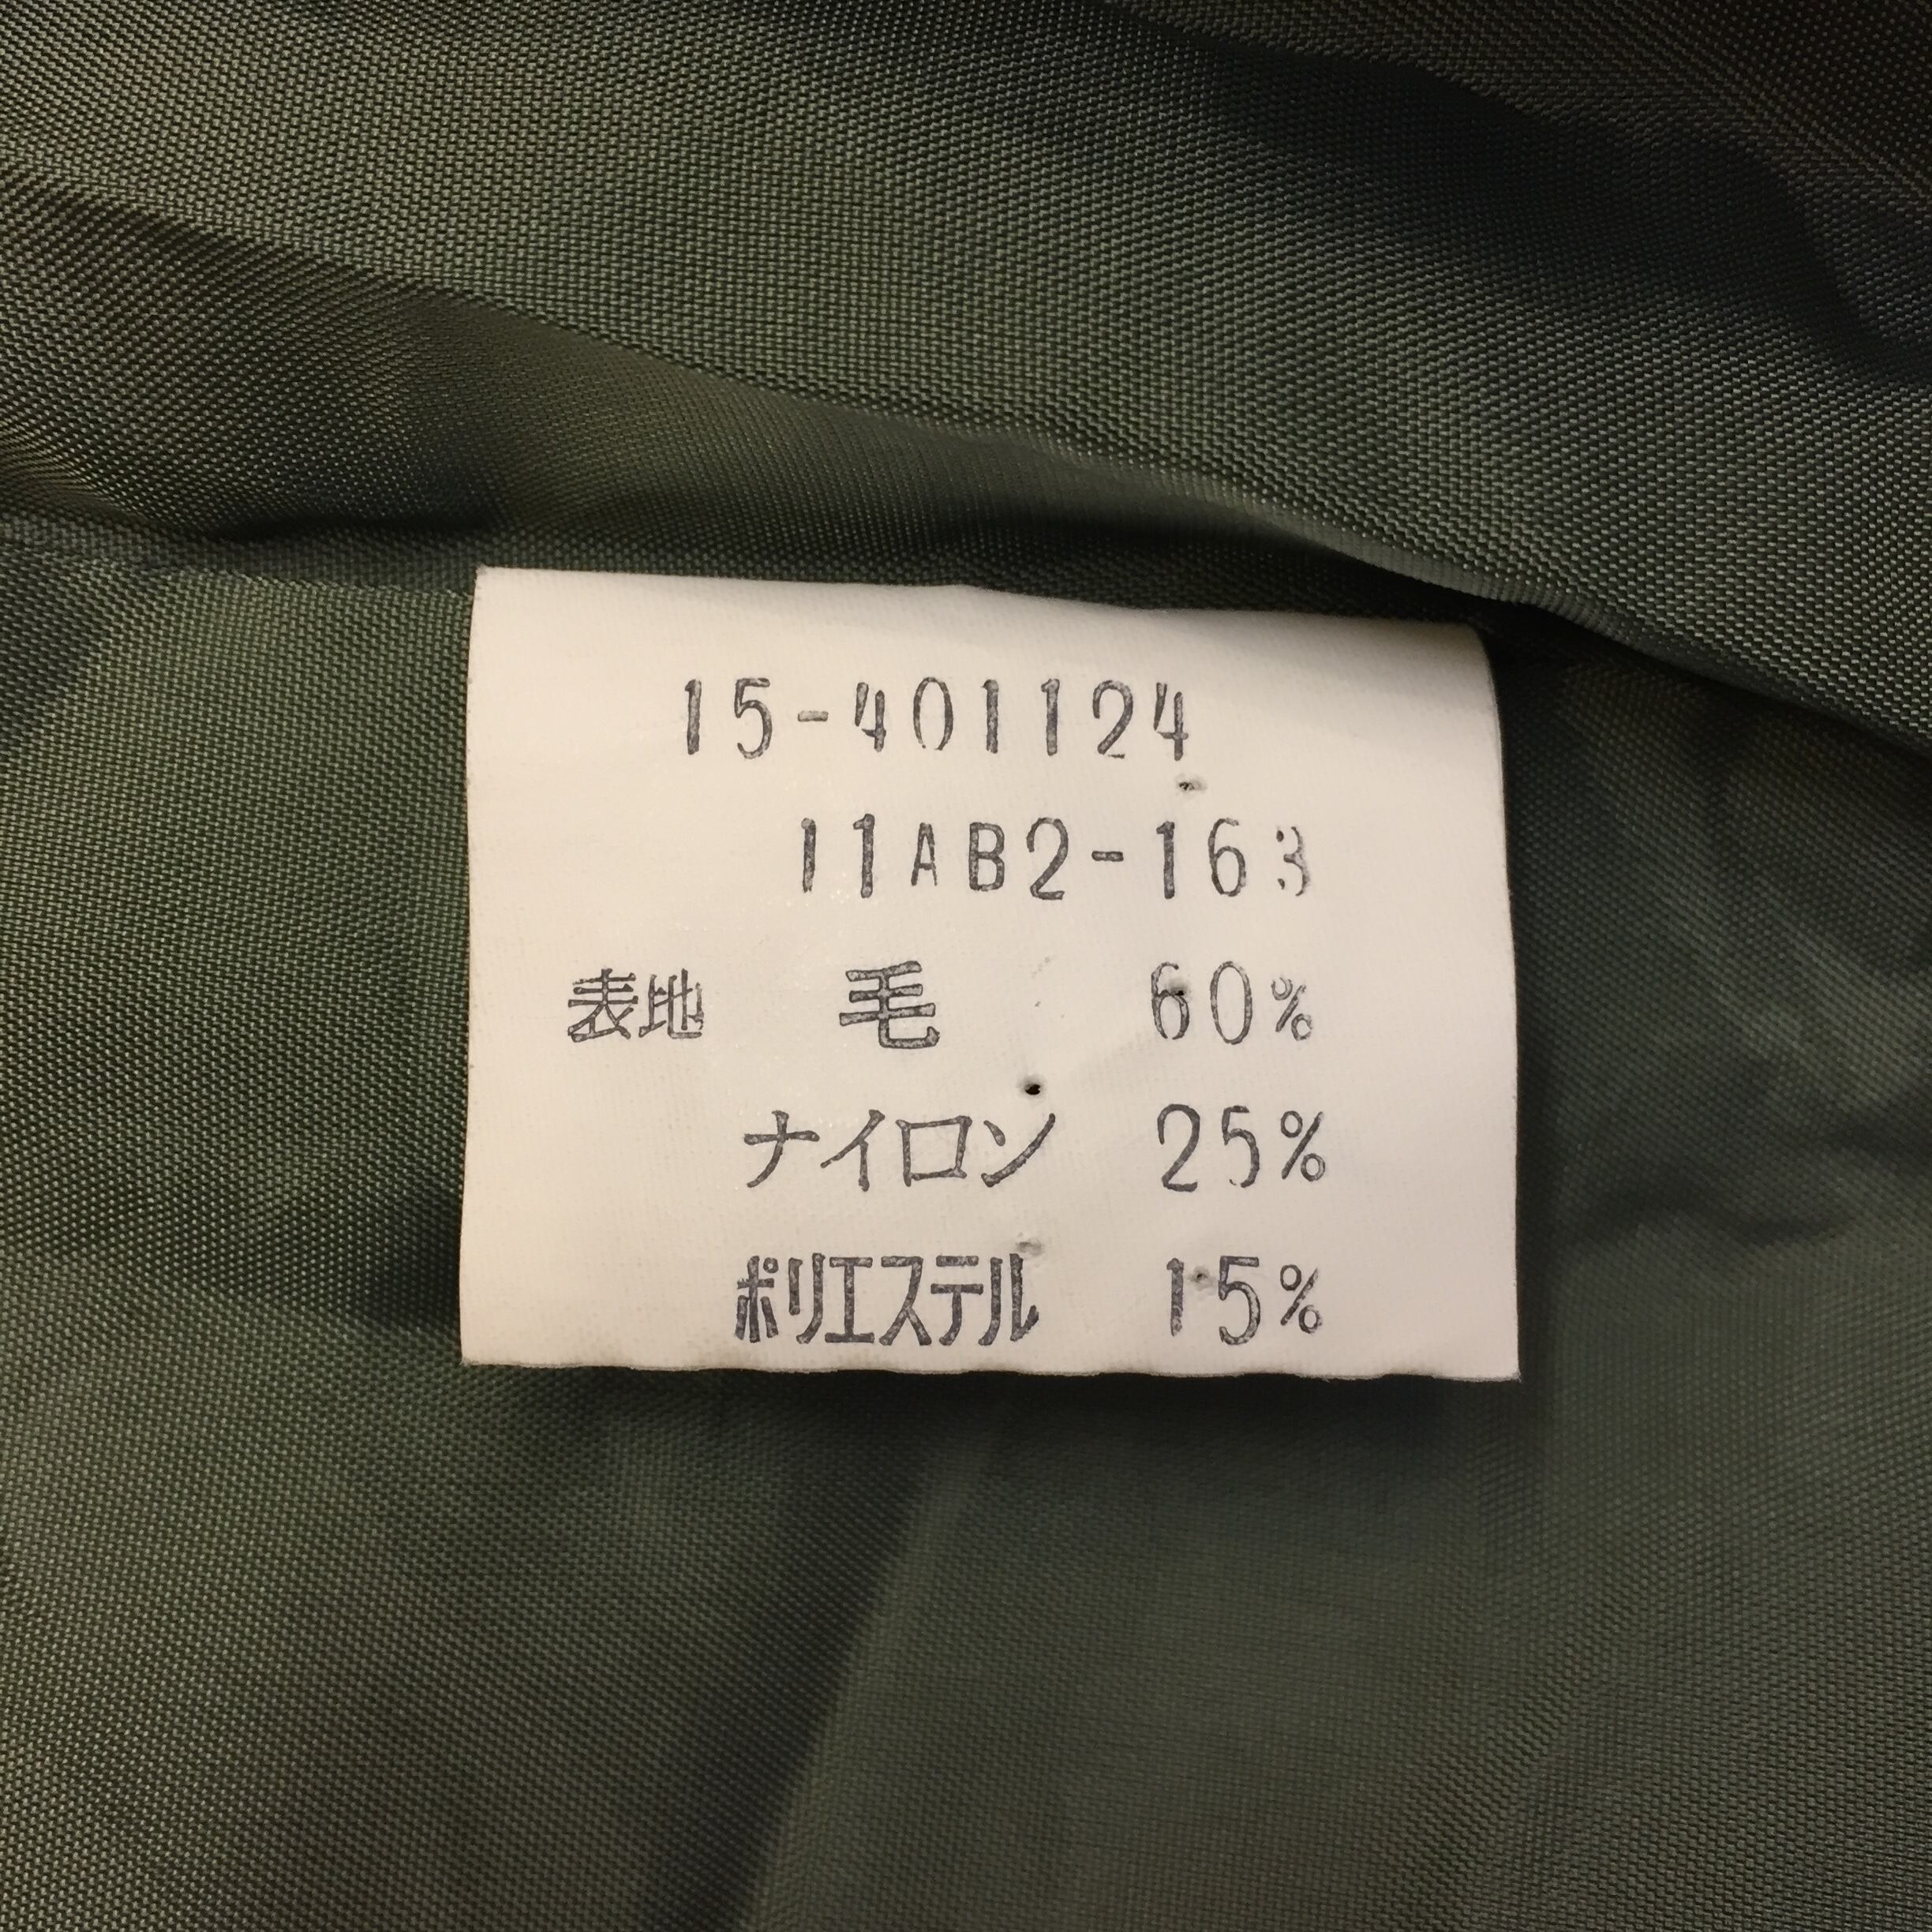 15-401124
11AB2-163
表地 毛 60%
ナイロン 25%
ポリエステル 15%